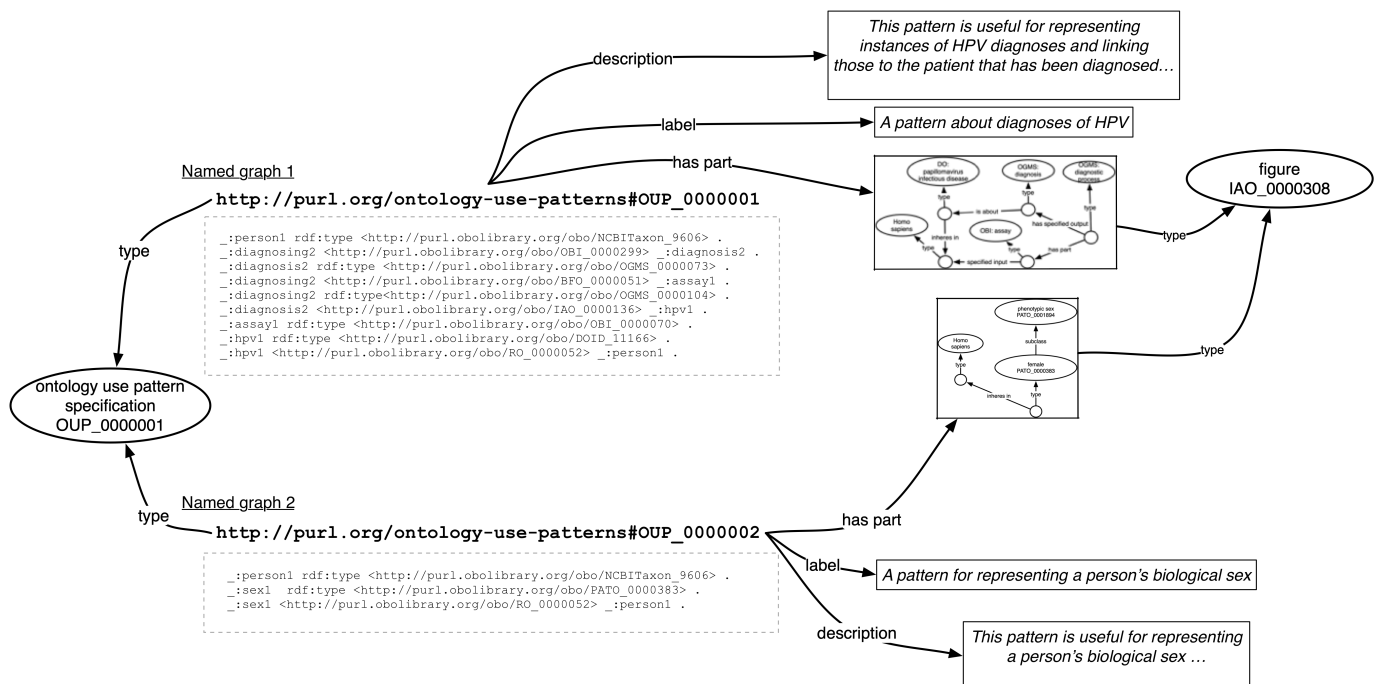 This pattern is useful for representing
instances of HPV diagnoses and linking
those to the patient that has been diagnosed…
description
label
A pattern about diagnoses of HPV
has part
Named graph 1
http://purl.org/ontology-use-patterns#OUP_0000001
type
_:person1 rdf:type <http://purl.obolibrary.org/obo/NCBITaxon_9606> .
_:diagnosing2 <http://purl.obolibrary.org/obo/OBI_0000299> _:diagnosis2 .
_:diagnosis2 rdf:type <http://purl.obolibrary.org/obo/OGMS_0000073> .
_:diagnosing2 <http://purl.obolibrary.org/obo/BFO_0000051> _:assay1 .
_:diagnosing2 rdf:type<http://purl.obolibrary.org/obo/OGMS_0000104> .
_:diagnosis2 <http://purl.obolibrary.org/obo/IAO_0000136> _:hpv1 .
_:assay1 rdf:type <http://purl.obolibrary.org/obo/OBI_0000070> .
_:hpv1 rdf:type <http://purl.obolibrary.org/obo/DOID_11166> .
_:hpv1 <http://purl.obolibrary.org/obo/RO_0000052> _:person1 .
DO:
papillomavirus
infectious disease
OGMS:
diagnosis
OGMS:
diagnostic
process
type
type
type
is about
has specified output
Homo
sapiens
inheres in
OBI: assay
type
type
has part
specified input
type
figure
IAO_0000308
phenotypic sex
PATO_0001894
subclass
Homo
sapiens
type
female
PATO_0000383
inheres in
type
type
ontology use pattern
specification
OUP_0000001
type
Named graph 2
http://purl.org/ontology-use-patterns#OUP_0000002
_:person1 rdf:type <http://purl.obolibrary.org/obo/NCBITaxon_9606> .
_:sex1  rdf:type <http://purl.obolibrary.org/obo/PATO_0000383> .
_:sex1 <http://purl.obolibrary.org/obo/RO_0000052> _:person1 .
has part
label
A pattern for representing a person’s biological sex
description
This pattern is useful for representing
a person’s biological sex …